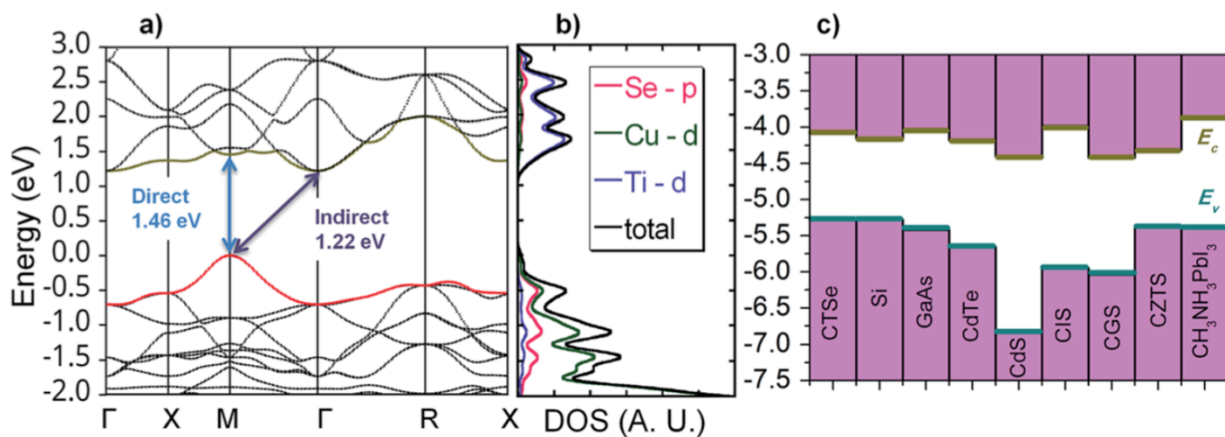 a)
3.0
2.5
2.0
1.5
1.0
0.5
0.0
-0.5
-1.0
-1.5
-2.0
Energy (eV)
Direct
1.46 eV
Indirect
1.22 eV
Γ X M Γ R X
b)
Se - p
Cu - d
Ti - d
total
DOS (A. U.)
c)
-3.0
-3.5
-4.0
-4.5
-5.0
-5.5
-6.0
-6.5
-7.0
-7.5
E_c
E_v
CTSe
Si
GaAs
CdTe
CdS
CIS
CGS
CZTS
CH₃NH₃PbI₃